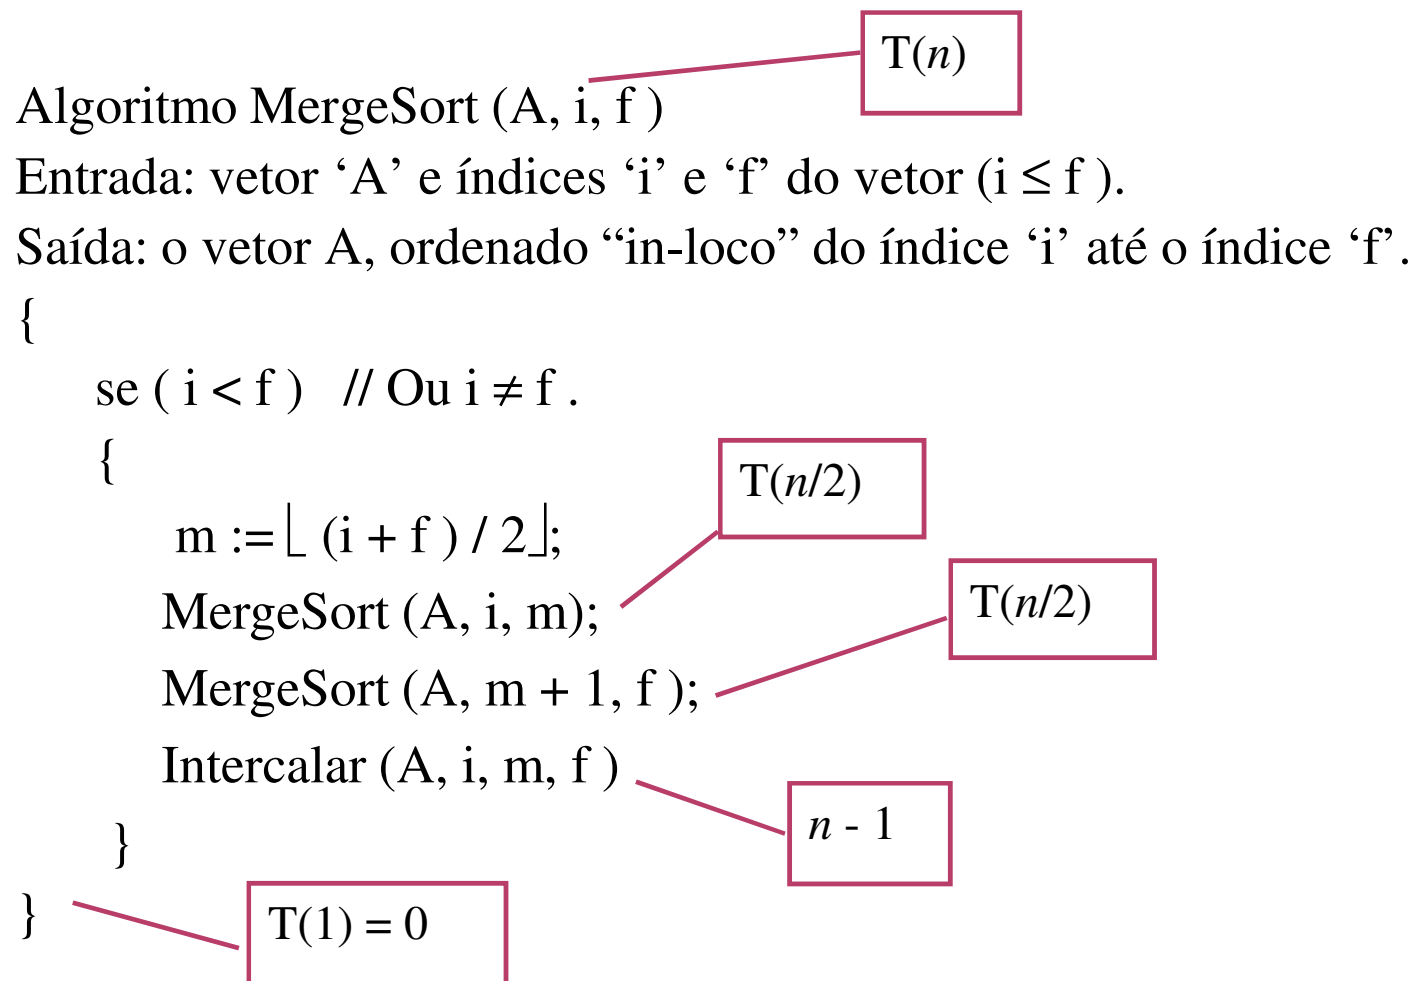 T(n)
Algoritmo MergeSort (A, i, f )
Entrada: vetor ‘A’ e índices ‘i’ e ‘f’ do vetor (i ≤ f ).
Saída: o vetor A, ordenado “in-loco” do índice ‘i’ até o índice ‘f’.
{
se ( i < f ) // Ou i ≠ f .
{
T(n/2)
m := ⌊ (i + f ) / 2⌋;
MergeSort (A, i, m);
T(n/2)
MergeSort (A, m + 1, f );
Intercalar (A, i, m, f )
n - 1
}
}
T(1) = 0